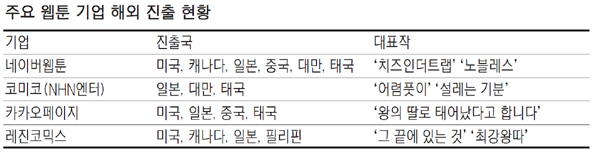 주요 웹툰 기업 해외 진출 현황
기업 진출국 대표작
네이버웹툰 미국, 캐나다, 일본, 중국, 대만, 태국 ‘치즈인더트랩’ ‘노블레스’
코미코(NHN엔터) 일본, 대만, 태국 ‘어렴풋이’ ‘설레는 기분’
카카오페이지 미국, 일본, 중국, 태국 ‘왕의 딸로 태어났다고 합니다’
레진코믹스 미국, 캐나다, 일본, 필리핀 ‘그 끝에 있는 것’ ‘최강왕따’